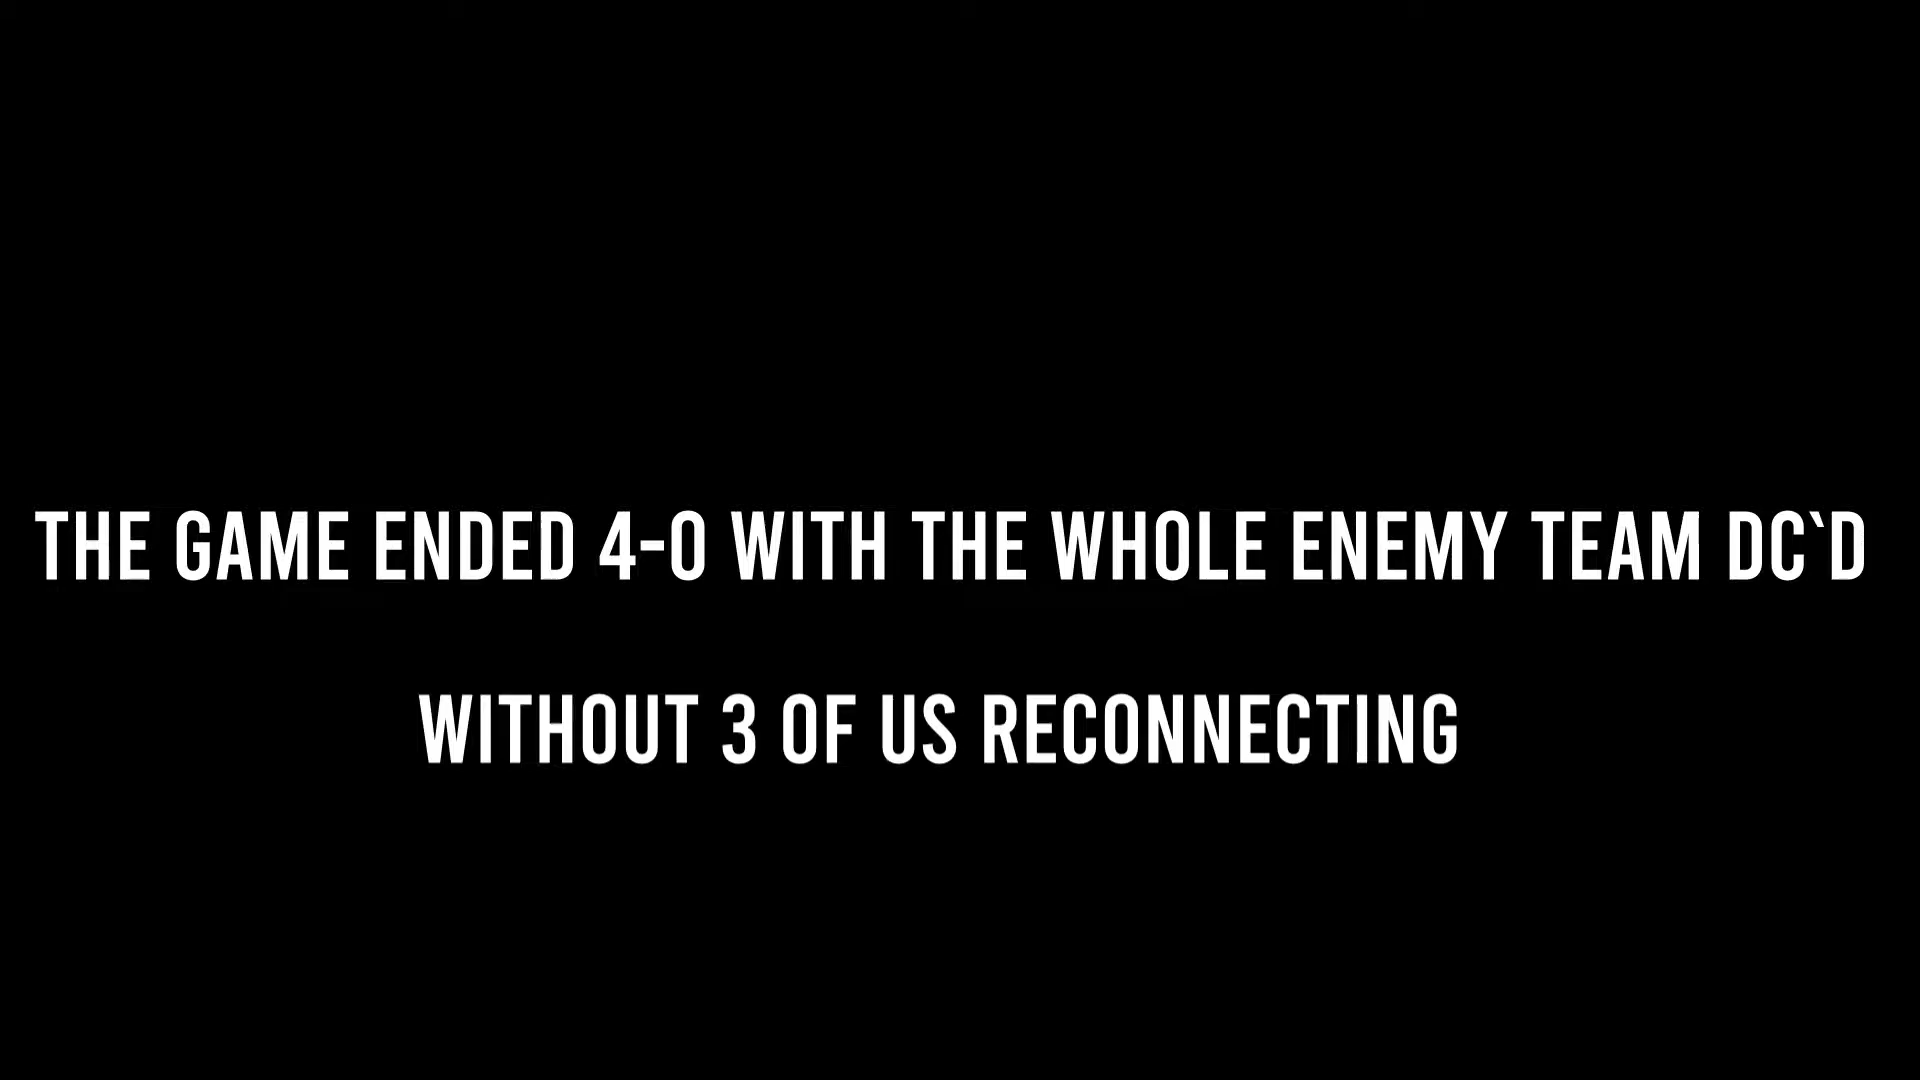 THE GAME ENDED 4-0 WITH THE WHOLE ENEMY TEAM DC`D
WITHOUT 3 OF US RECONNECTING